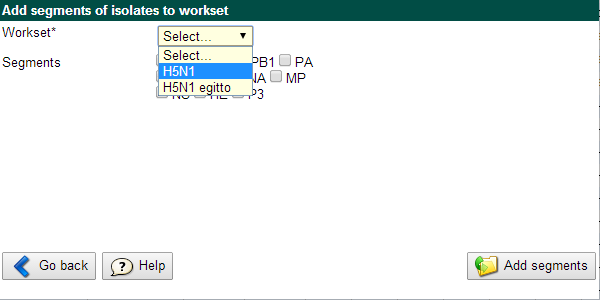 Add segments of isolates to workset
Workset*
Select...
Select...
Segments PB1 PA
H5N1
NA MP
H5N1 egitto
NS HE P3
Go back Help Add segments